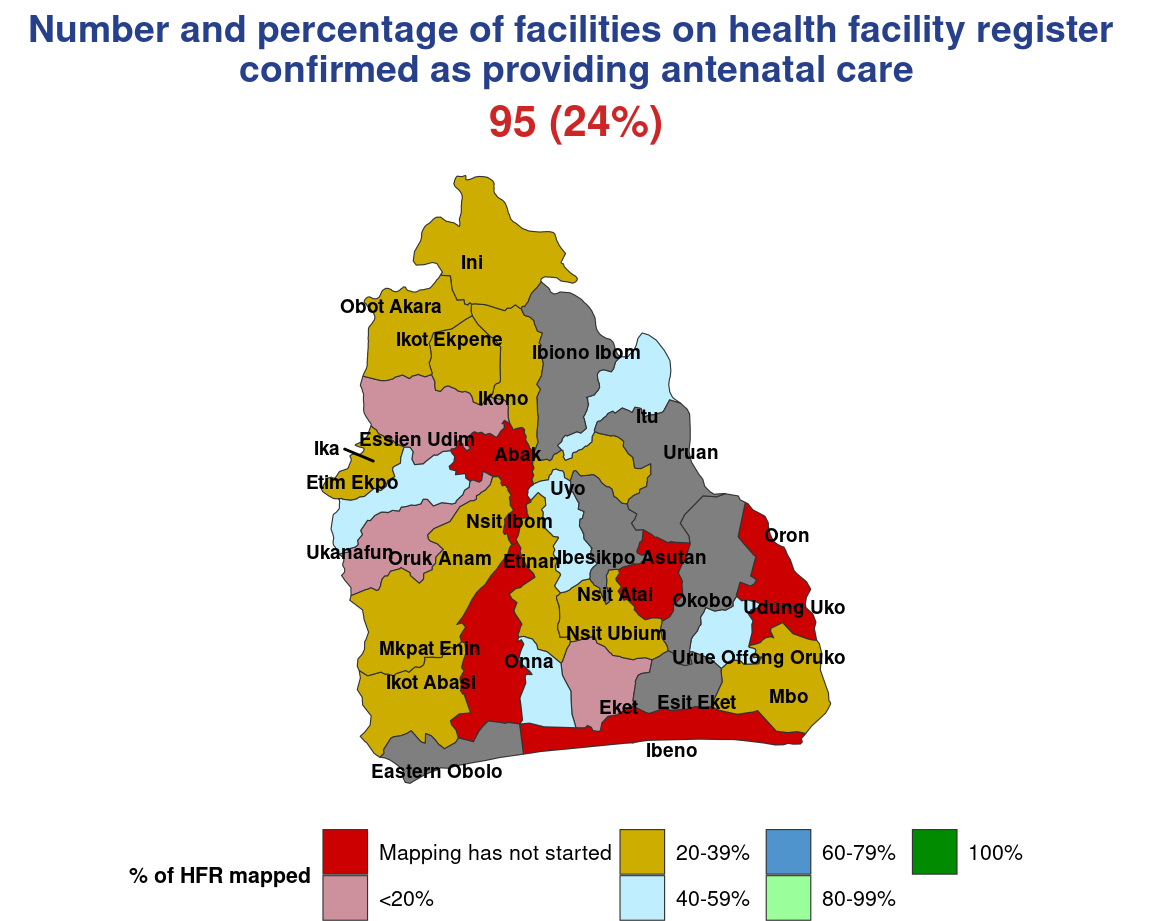 Number and percentage of facilities on health facility register
confirmed as providing antenatal care
95 (24%)
Ini
Obot Akara
Ikot Ekpene
Ibiono Ibom
Ikono
Itu
Essien Udim
Ika
Abak
Uruan
Etim Ekpo
Uyo
Nsit Ibom
Oron
Ukanafun
Oruk Anam
Etinan
Ibesikpo Asutan
Nsit Atai
Okobo
Udung Uko
Nsit Ubium
Mkpat Enin
Onna
Urue Offong Oruko
Ikot Abasi
Mbo
Esit Eket
Eket
Ibeno
Eastern Obolo
% of HFR mapped
Mapping has not started
<20%
20-39%
40-59%
60-79%
80-99%
100%